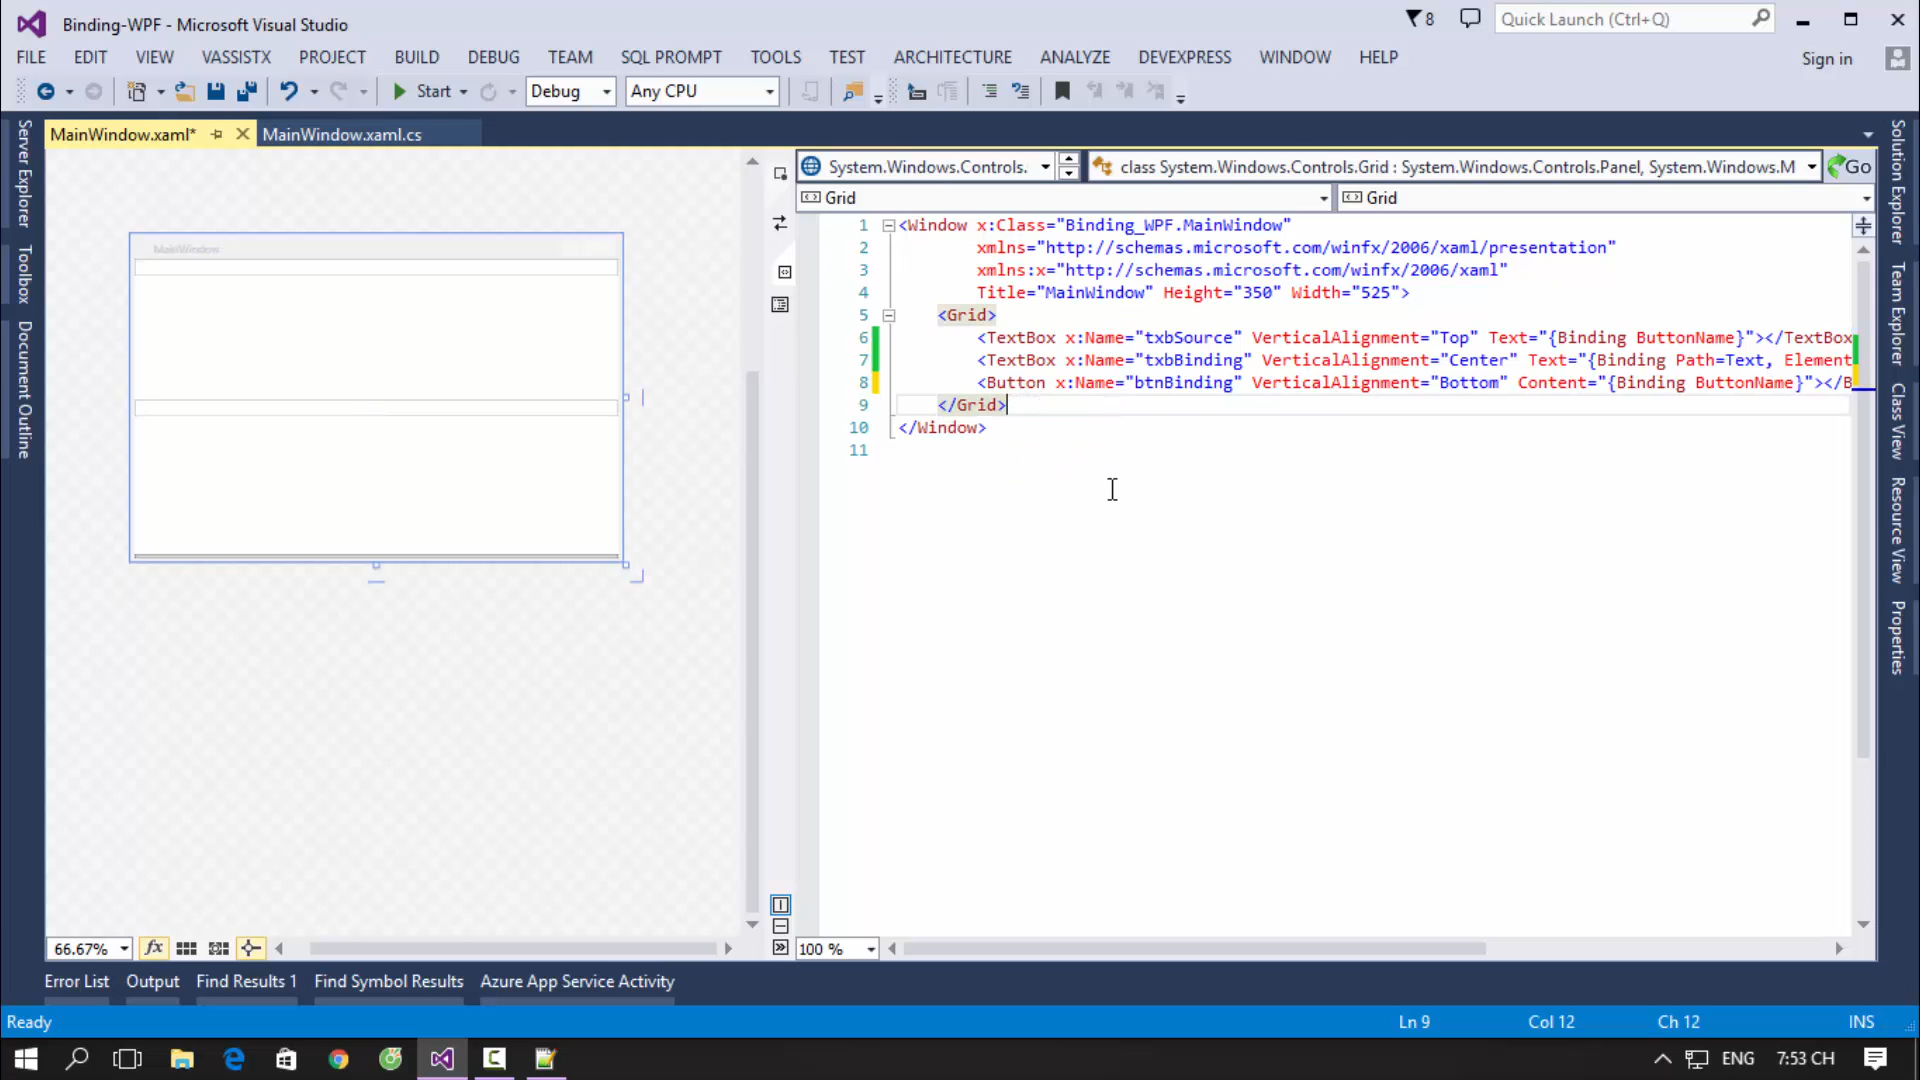 Binding-WPF - Microsoft Visual Studio
8
Quick Launch (Ctrl+Q)
FILE EDIT VIEW VASSISTX PROJECT BUILD DEBUG TEAM SQL PROMPT TOOLS TEST ARCHITECTURE ANALYZE DEVEXPRESS WINDOW HELP
Sign in
Start Debug Any CPU
MainWindow.xaml* MainWindow.xaml.cs
Server Explorer
Toolbox
Document Outline
MainWindow
System.Windows.Controls. class System.Windows.Controls.Grid : System.Windows.Controls.Panel, System.Windows.M Go
Grid Grid
1 <Window x:Class="Binding_WPF.MainWindow"
2 xmlns="http://schemas.microsoft.com/winfx/2006/xaml/presentation"
3 xmlns:x="http://schemas.microsoft.com/winfx/2006/xaml"
4 Title="MainWindow" Height="350" Width="525">
5 <Grid>
6 <TextBox x:Name="txbSource" VerticalAlignment="Top" Text="{Binding ButtonName}"></TextBox
7 <TextBox x:Name="txbBinding" VerticalAlignment="Center" Text="{Binding Path=Text, Element
8 <Button x:Name="btnBinding" VerticalAlignment="Bottom" Content="{Binding ButtonName}"></B
9 </Grid>
10 </Window>
11
Solution Explorer
Team Explorer
Class View
Resource View
Properties
66.67% fx
100 %
Error List Output Find Results 1 Find Symbol Results Azure App Service Activity
Ready Ln 9 Col 12 Ch 12 INS
ENG 7:53 CH